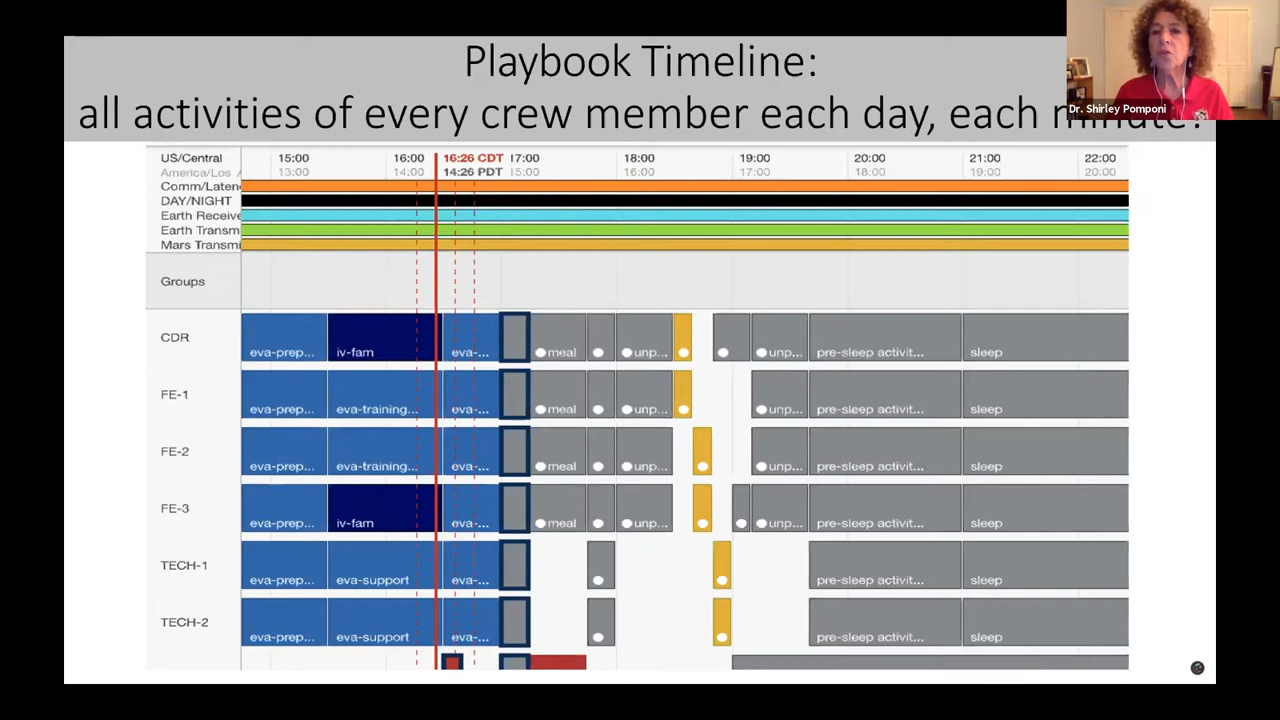 Playbook Timeline:
all activities of every crew member each day, each minute!
Dr. Shirley Pomponi
US/Central 15:00 16:00 16:26 CDT 17:00 18:00 19:00 20:00 21:00 22:00
America/Los 13:00 14:00 14:26 PDT 15:00 16:00 17:00 18:00 19:00 20:00
Comm/Laten
DAY/NIGHT
Earth Receive
Earth Transm
Mars Transm
Groups
CDR eva-prep... iv-fam eva-... meal unp... unp... pre-sleep activit... sleep
FE-1 eva-prep... eva-training... eva-... meal unp... unp... pre-sleep activit... sleep
FE-2 eva-prep... eva-training... eva-... meal unp... unp... pre-sleep activit... sleep
FE-3 eva-prep... iv-fam eva-... meal unp... unp... pre-sleep activit... sleep
TECH-1 eva-prep... eva-support eva-... pre-sleep activit... sleep
TECH-2 eva-prep... eva-support eva-... pre-sleep activit... sleep